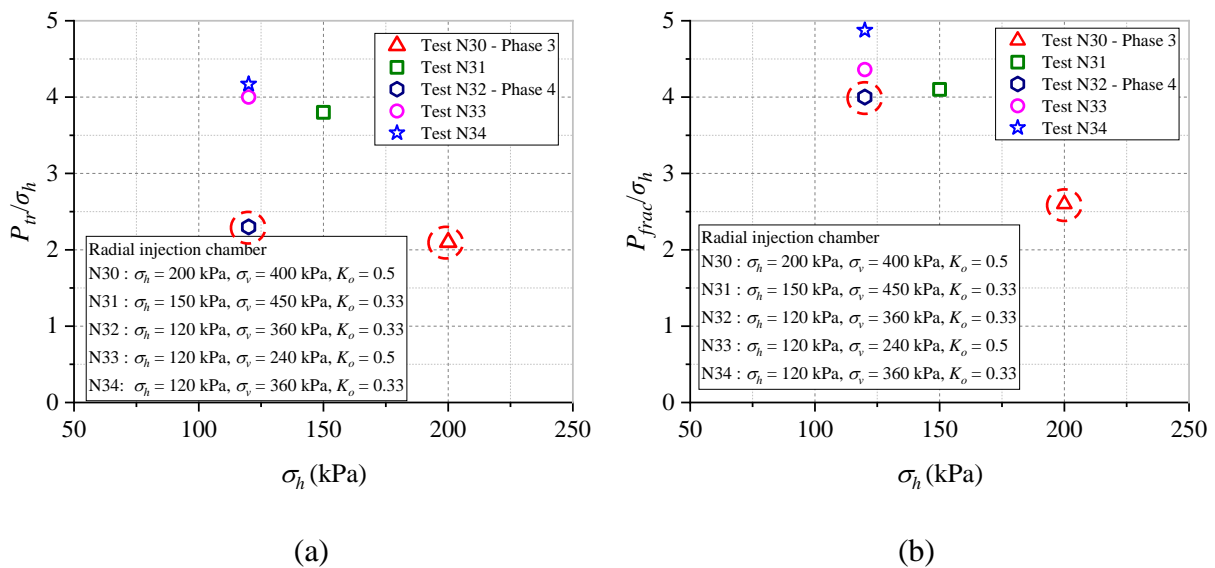 5
4
3
2
1
0
50
100
150
200
250
P_tr/σ_h
σ_h (kPa)
Test N30 - Phase 3
Test N31
Test N32 - Phase 4
Test N33
Test N34
Radial injection chamber
N30 : σ_h = 200 kPa, σ_v = 400 kPa, K_o = 0.5
N31 : σ_h = 150 kPa, σ_v = 450 kPa, K_o = 0.33
N32 : σ_h = 120 kPa, σ_v = 360 kPa, K_o = 0.33
N33 : σ_h = 120 kPa, σ_v = 240 kPa, K_o = 0.5
N34: σ_h = 120 kPa, σ_v = 360 kPa, K_o = 0.33
(a)
5
4
3
2
1
0
50
100
150
200
250
P_frac/σ_h
σ_h (kPa)
Test N30 - Phase 3
Test N31
Test N32 - Phase 4
Test N33
Test N34
Radial injection chamber
N30 : σ_h = 200 kPa, σ_v = 400 kPa, K_o = 0.5
N31 : σ_h = 150 kPa, σ_v = 450 kPa, K_o = 0.33
N32 : σ_h = 120 kPa, σ_v = 360 kPa, K_o = 0.33
N33 : σ_h = 120 kPa, σ_v = 240 kPa, K_o = 0.5
N34 : σ_h = 120 kPa, σ_v = 360 kPa, K_o = 0.33
(b)